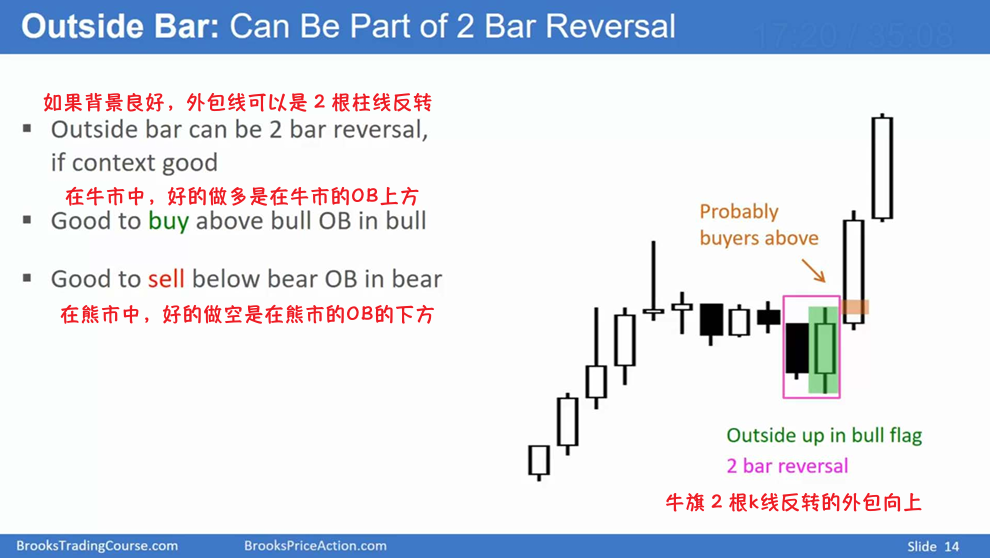 Outside Bar: Can Be Part of 2 Bar Reversal
17:20 / 35:08
如果背景良好，外包线可以是２根柱线反转
▪ Outside bar can be 2 bar reversal,
if context good
在牛市中，好的做多是在牛市的OB上方
▪ Good to buy above bull OB in bull
▪ Good to sell below bear OB in bear
在熊市中，好的做空是在熊市的OB的下方
Probably
buyers above
Outside up in bull flag
2 bar reversal
牛旗２根k线反转的外包向上
BrooksTradingCourse.com
BrooksPriceAction.com
Slide 14